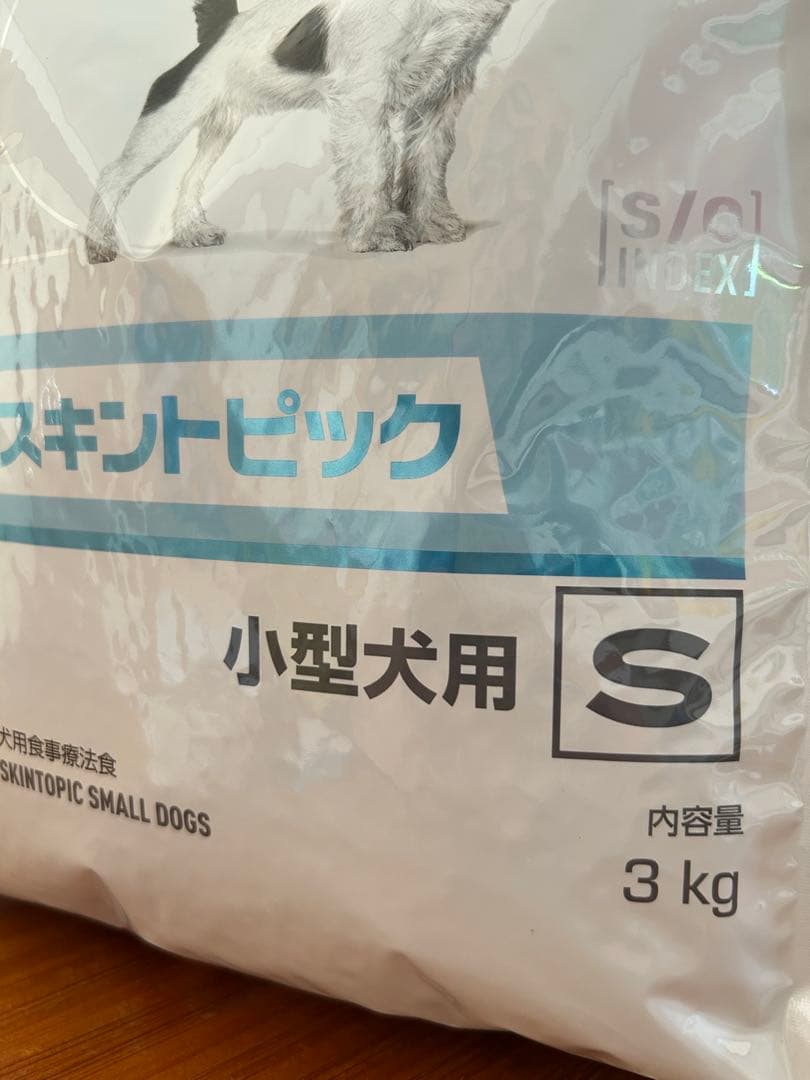 [S/O
INDEX]
スキントピック
小型犬用 S
犬用食事療法食
SKINTOPIC SMALL DOGS
内容量
3 kg